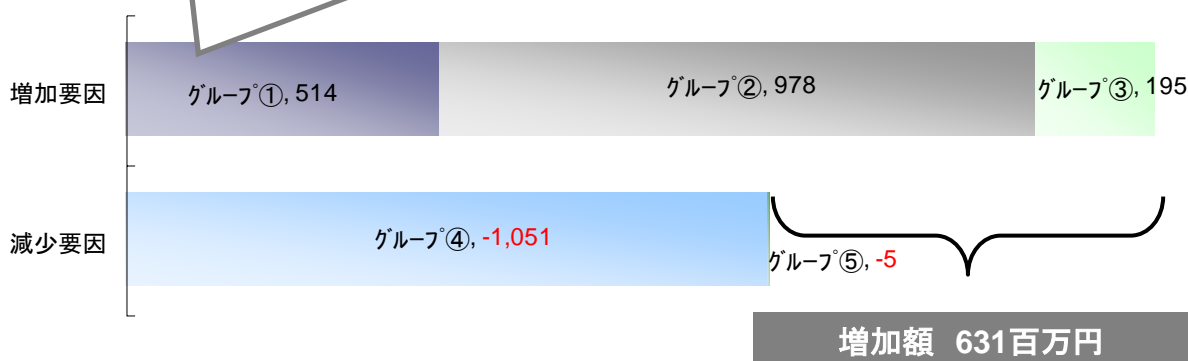 増加要因
グループ①, 514
グループ②, 978
グループ③, 195
減少要因
グループ④, -1,051
グループ⑤, -5
増加額 631百万円